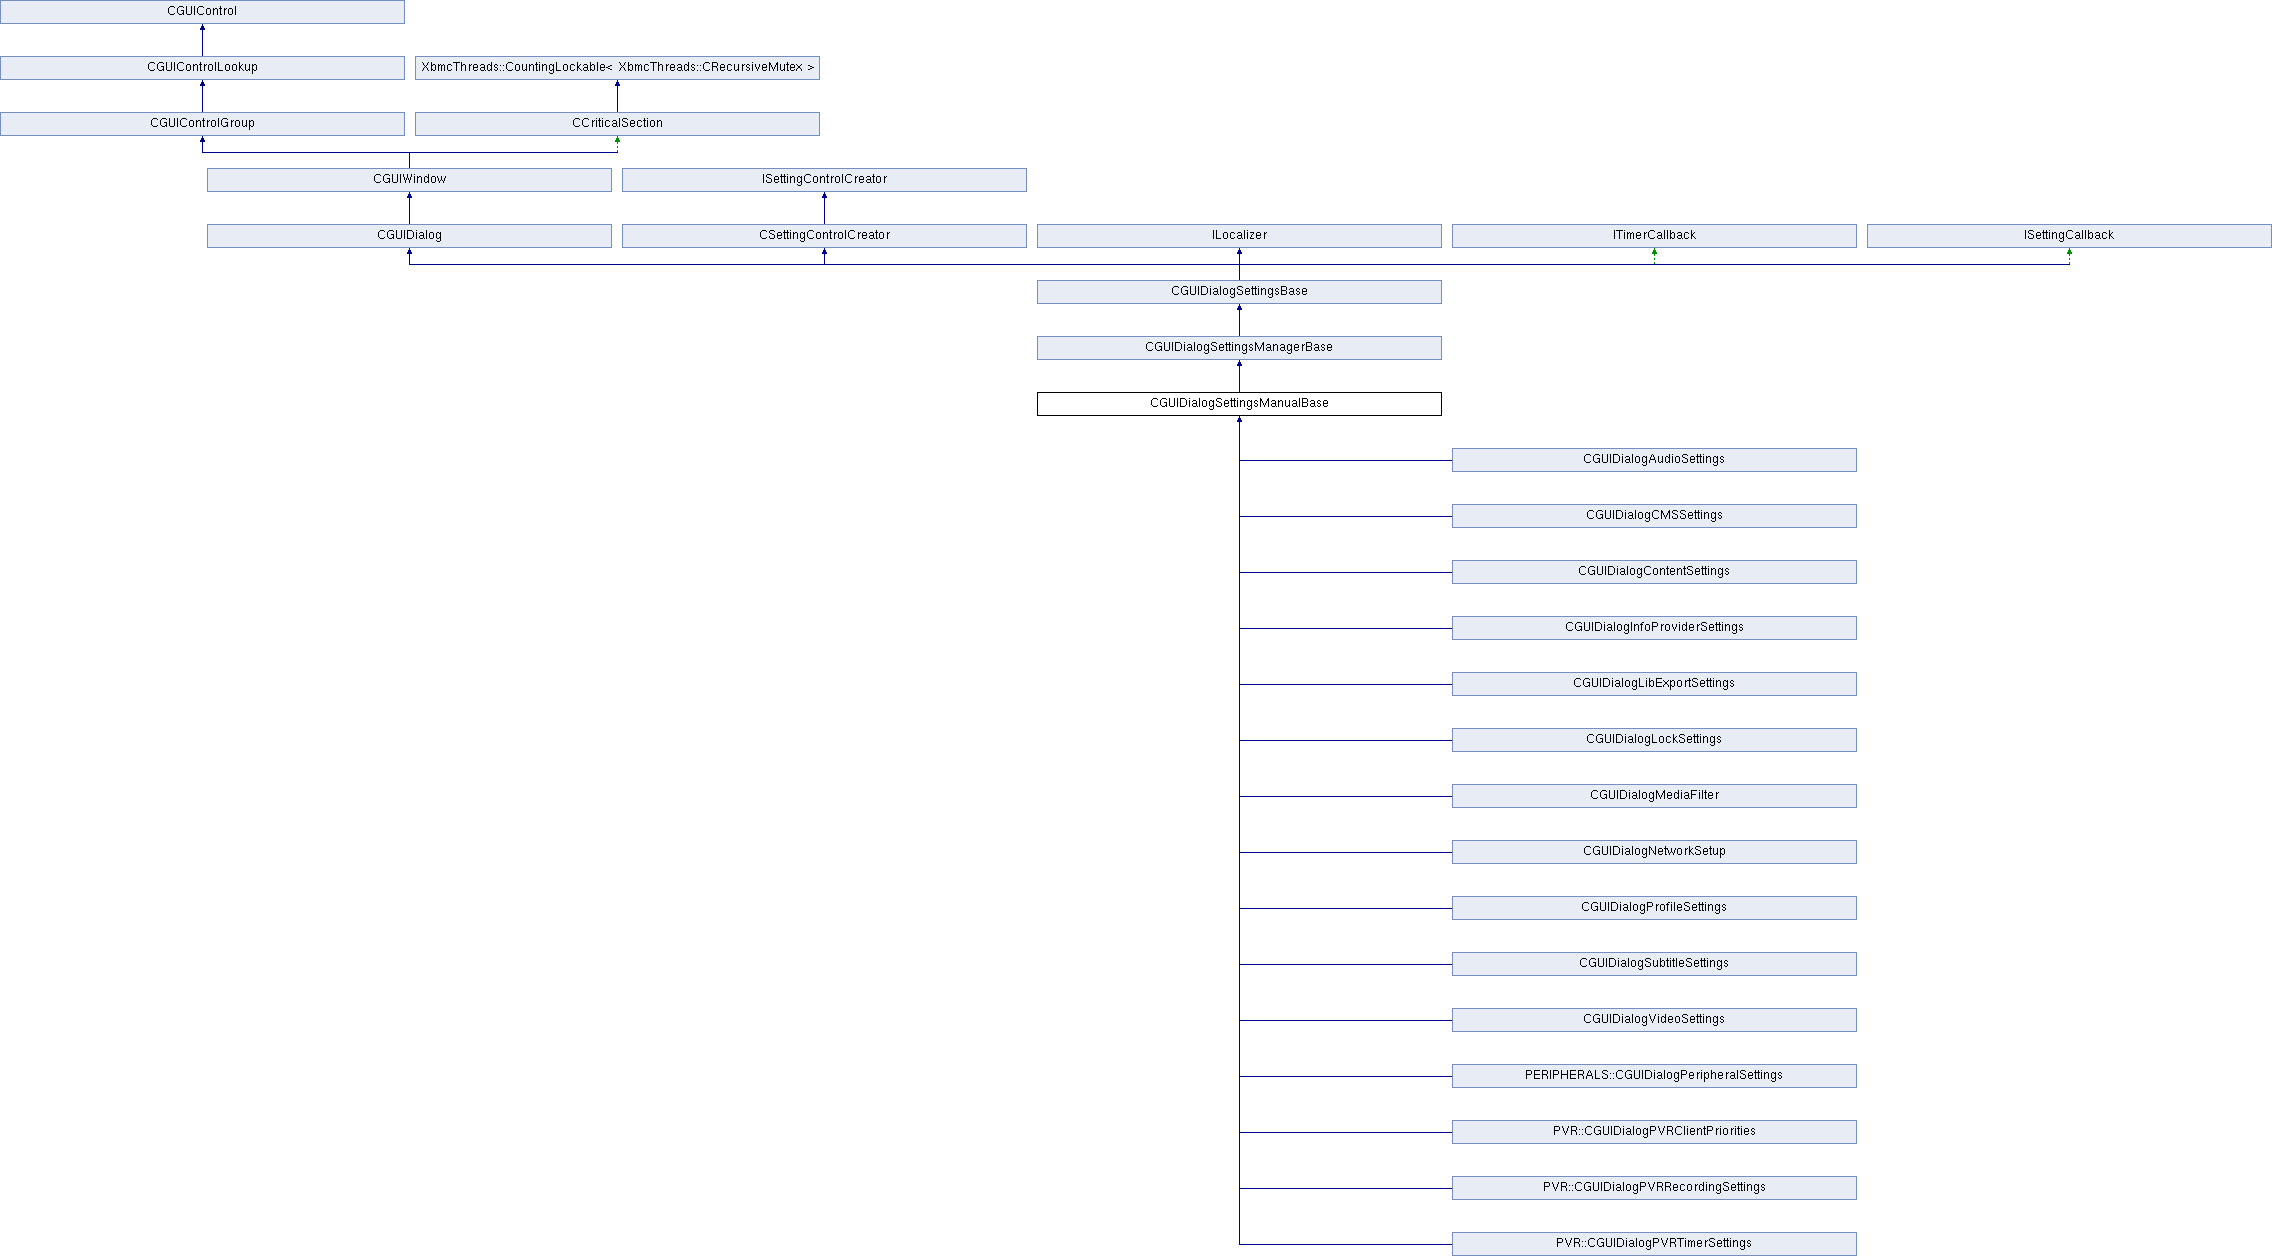 CGUIControl
CGUIControlLookup
XbmcThreads::CountingLockable< XbmcThreads::CRecursiveMutex >
CGUIControlGroup
CCriticalSection
CGUIWindow
ISettingControlCreator
CGUIDialog
CSettingControlCreator
ILocalizer
ITimerCallback
ISettingCallback
CGUIDialogSettingsBase
CGUIDialogSettingsManagerBase
CGUIDialogSettingsManualBase
CGUIDialogAudioSettings
CGUIDialogCMSSettings
CGUIDialogContentSettings
CGUIDialogInfoProviderSettings
CGUIDialogLibExportSettings
CGUIDialogLockSettings
CGUIDialogMediaFilter
CGUIDialogNetworkSetup
CGUIDialogProfileSettings
CGUIDialogSubtitleSettings
CGUIDialogVideoSettings
PERIPHERALS::CGUIDialogPeripheralSettings
PVR::CGUIDialogPVRClientPriorities
PVR::CGUIDialogPVRRecordingSettings
PVR::CGUIDialogPVRTimerSettings